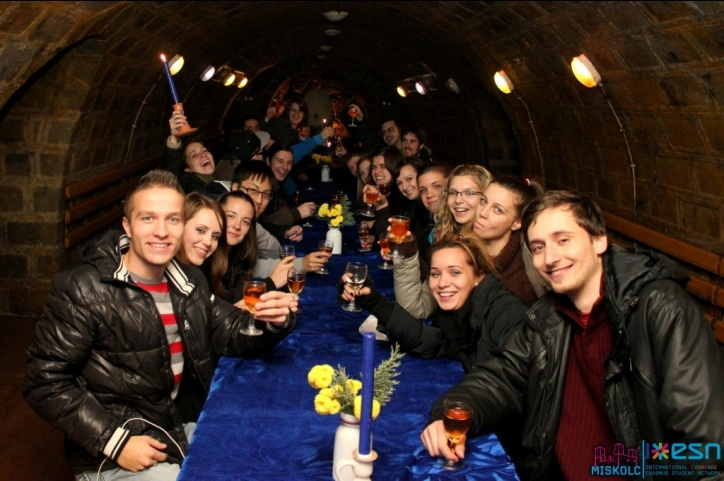 MISKOLC
esn
INTERNATIONAL EXCHANGE
ERASMUS STUDENT NETWORK